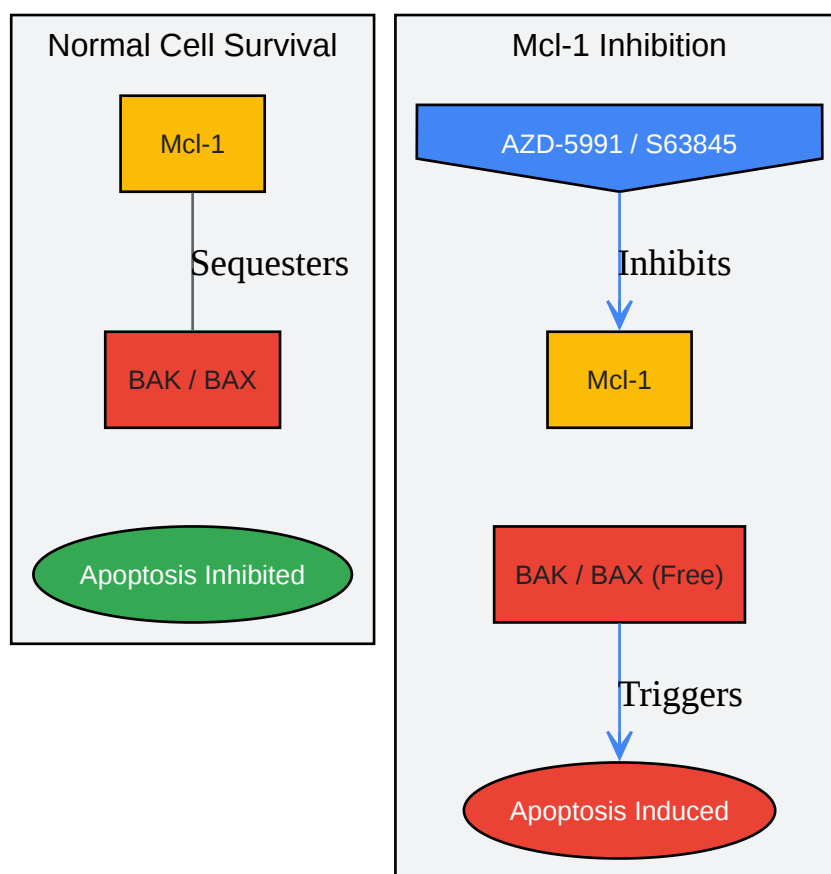 Normal Cell Survival
Mcl-1
Sequesters
BAK / BAX
Apoptosis Inhibited
Mcl-1 Inhibition
AZD-5991 / S63845
Inhibits
Mcl-1
BAK / BAX (Free)
Triggers
Apoptosis Induced